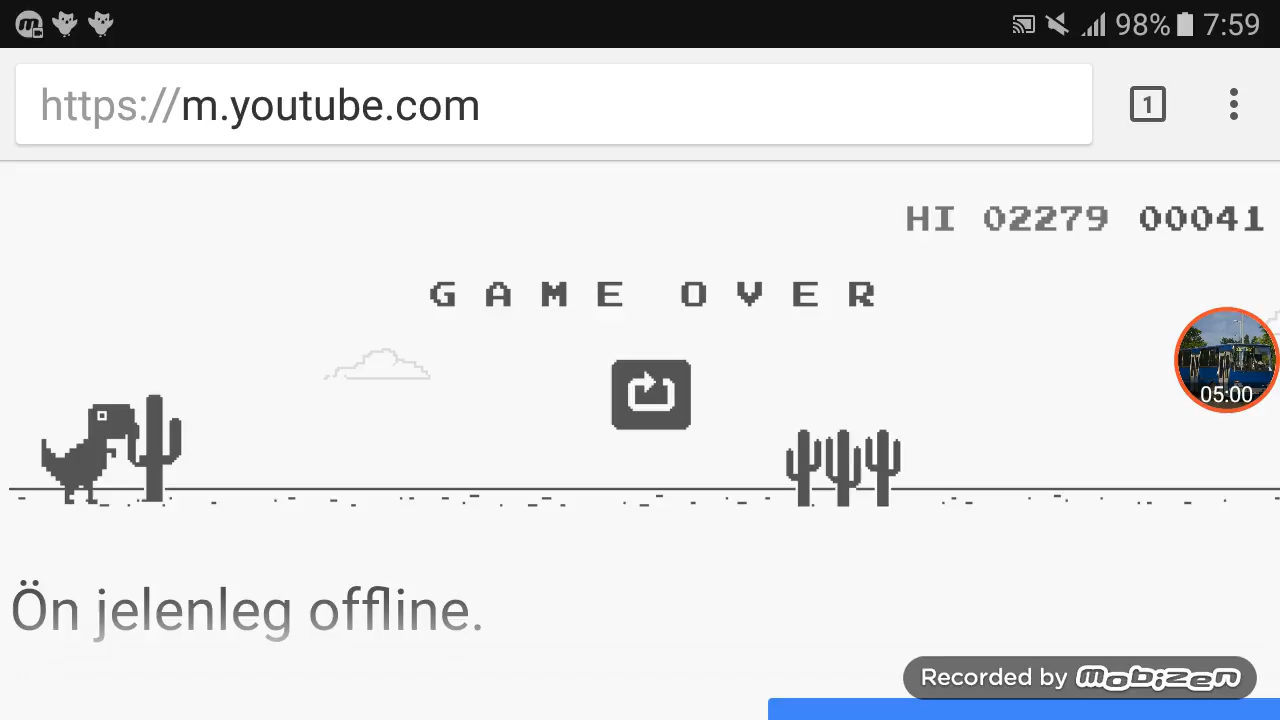 98% 7:59
https://m.youtube.com 1
HI 02279 00041
GAME OVER
05:00
Ön jelenleg offline.
Recorded by mobizen